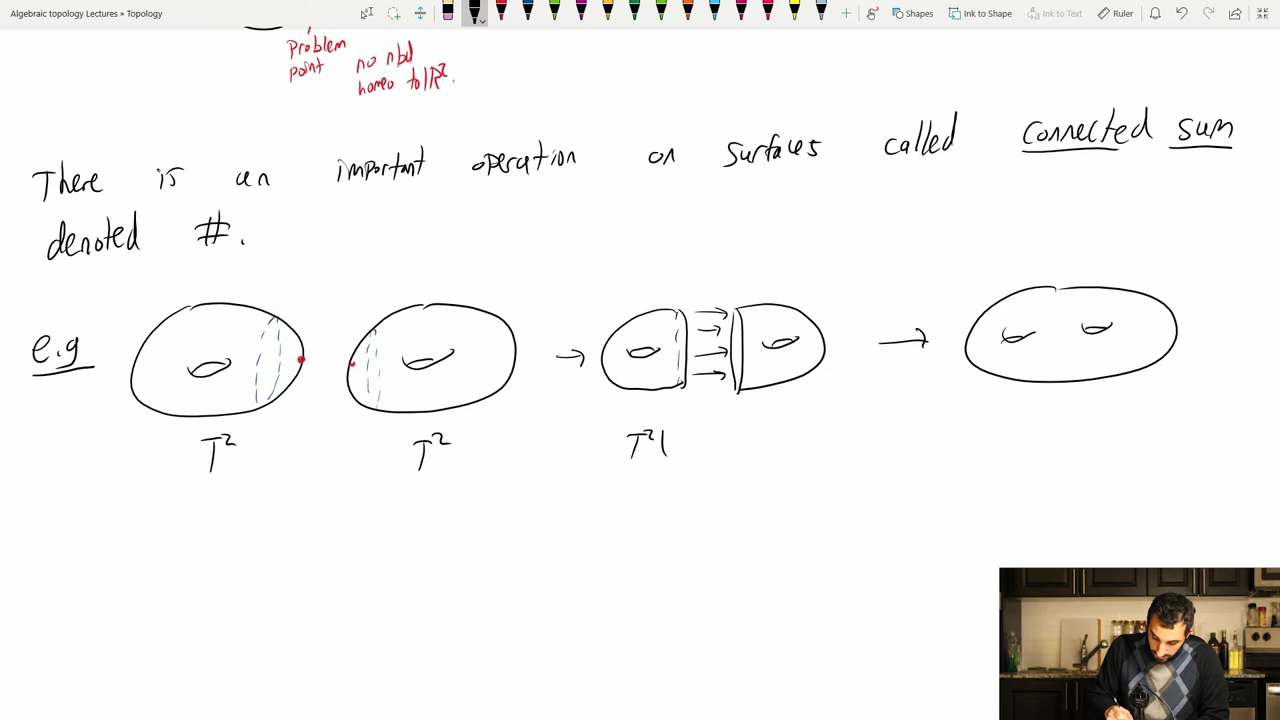 Algebraic topology Lectures » Topology
Shapes
Ink to Shape
Ink to Text
Ruler
problem
point
no nbd
homeo to ℝ².
There is an important operation on surfaces called connected sum
denoted #.
e.g
T² T² T²\